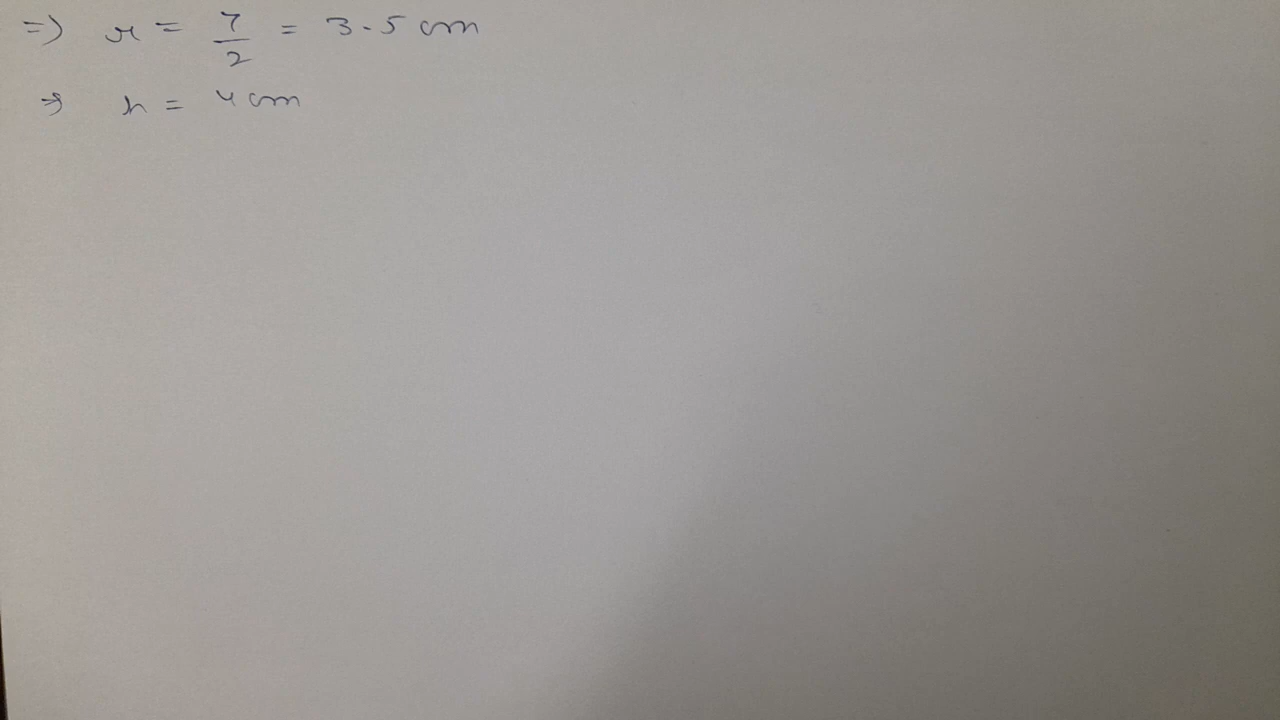 => r = 7/2 = 3.5 cm
=> h = 4 cm